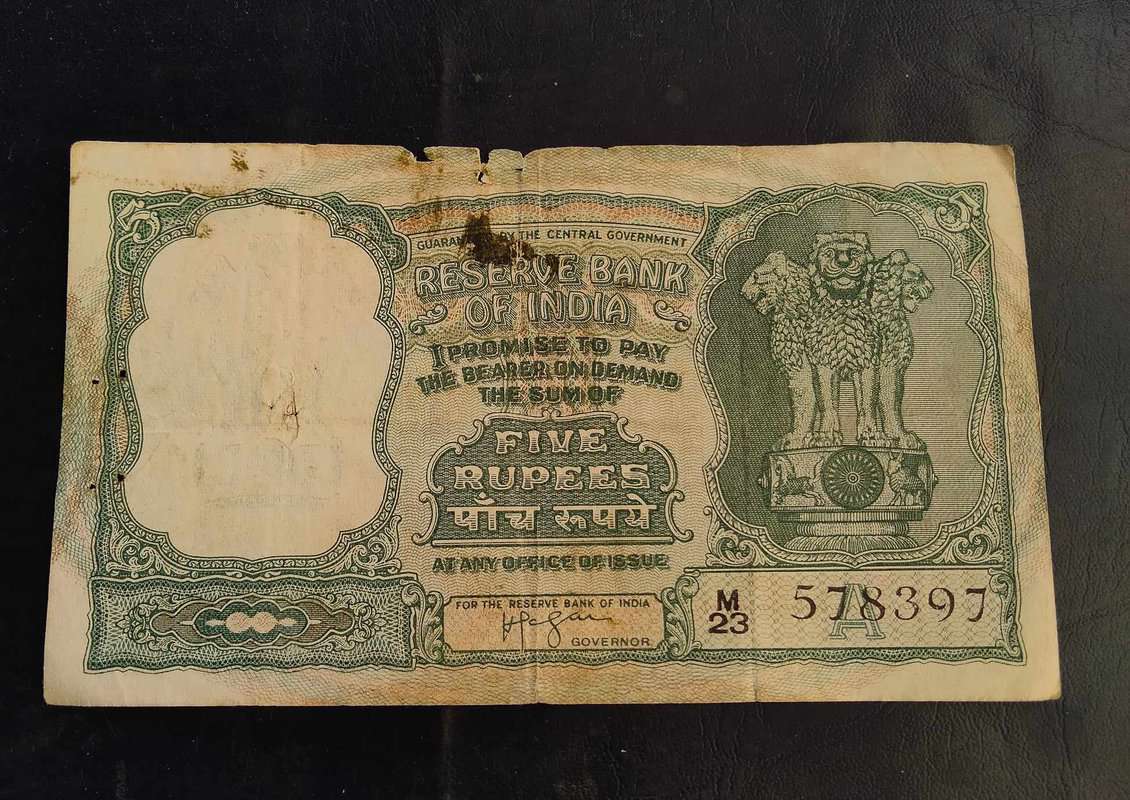 5
5
GUARANTEED BY THE CENTRAL GOVERNMENT
RESERVE BANK
OF INDIA
I PROMISE TO PAY
THE BEARER ON DEMAND
THE SUM OF
FIVE
RUPEES
पाँच रूपये
AT ANY OFFICE OF ISSUE
FOR THE RESERVE BANK OF INDIA
GOVERNOR
M
23
578397
A